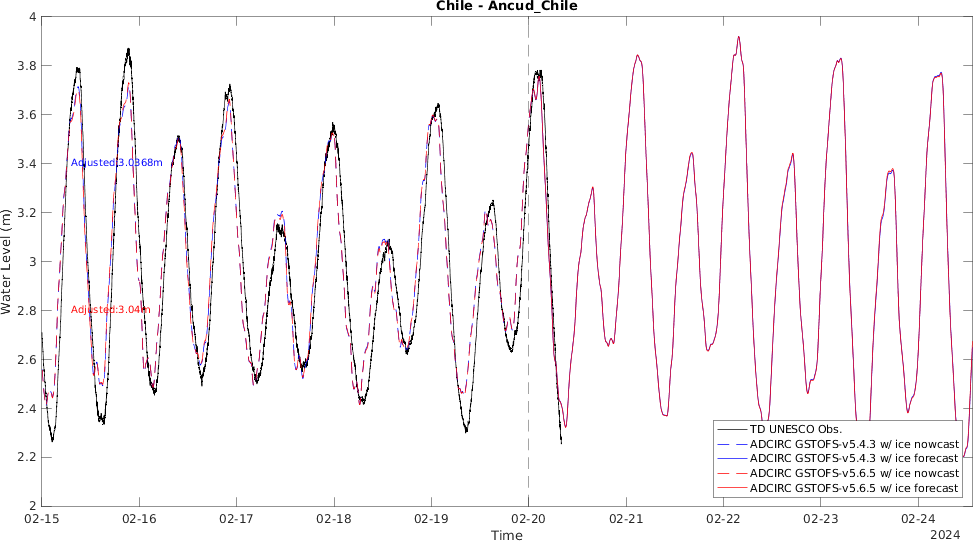 Chile - Ancud_Chile
4
3.8
3.6
3.4
3.2
3
2.8
2.6
2.4
2.2
2
Water Level (m)
Adjusted:3.0368m
Adjusted:3.04m
TD UNESCO Obs.
ADCIRC GSTOFS-v5.4.3 w/ ice nowcast
ADCIRC GSTOFS-v5.4.3 w/ ice forecast
ADCIRC GSTOFS-v5.6.5 w/ ice nowcast
ADCIRC GSTOFS-v5.6.5 w/ ice forecast
02-15 02-16 02-17 02-18 02-19 02-20 02-21 02-22 02-23 02-24
Time
2024